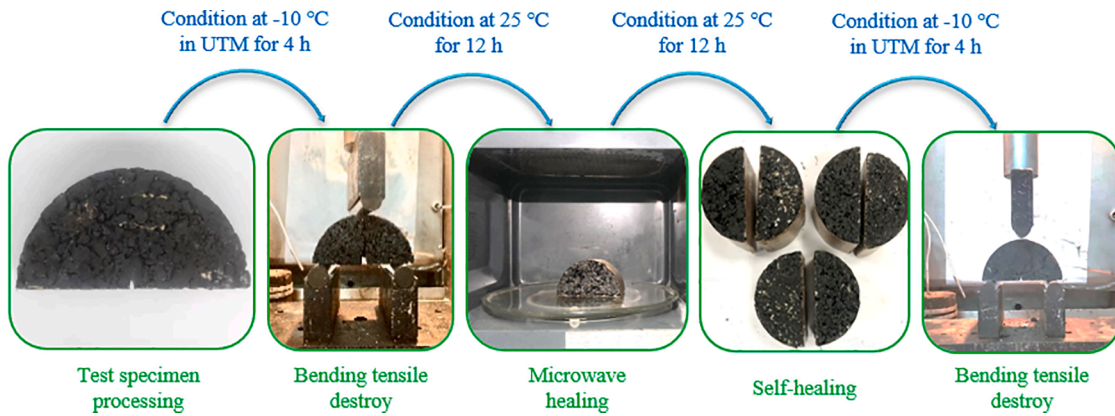 Condition at -10 °C
in UTM for 4 h
Condition at 25 °C
for 12 h
Condition at 25 °C
for 12 h
Condition at -10 °C
in UTM for 4 h
Test specimen
processing
Bending tensile
destroy
Microwave
healing
Self-healing
Bending tensile
destroy